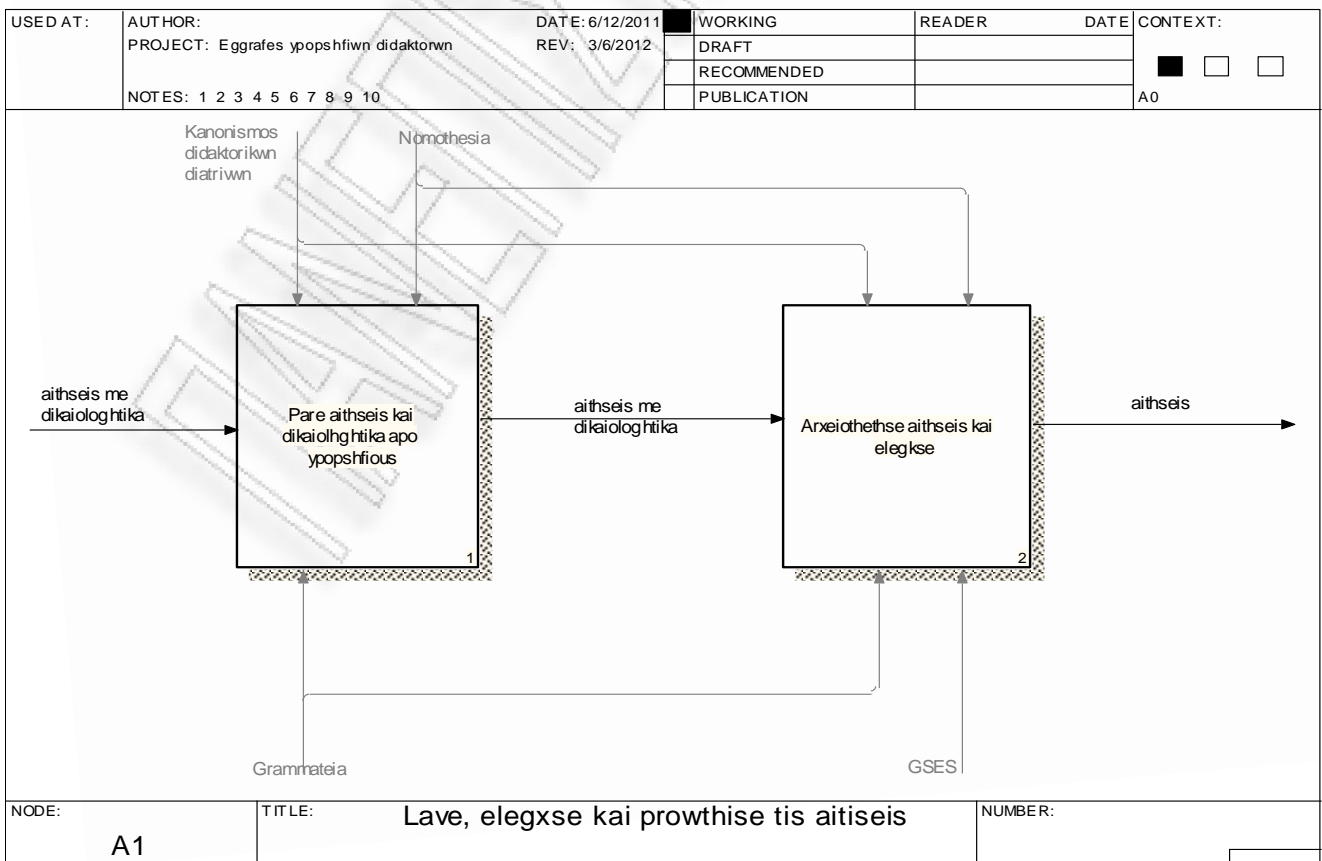 USED AT:
AUTHOR:
DATE: 6/12/2011
WORKING
READER
DATE
CONTEXT:
PROJECT: Eggrafes ypopshfiwn didaktorwn
REV: 3/6/2012
DRAFT
RECOMMENDED
NOTES: 1 2 3 4 5 6 7 8 9 10
PUBLICATION
A0
Kanonismos
didaktorikwn
diatriwn
Nomothesia
aithseis me
dikaiologhtika
Pare aithseis kai
dikaiolhghtika apo
ypopshfious
1
aithseis me
dikaiologhtika
Arxeiothethse aithseis kai
elegkse
2
aithseis
Grammateia
GSES
NODE:
A1
TITLE:
Lave, elegxse kai prowthise tis aitiseis
NUMBER: